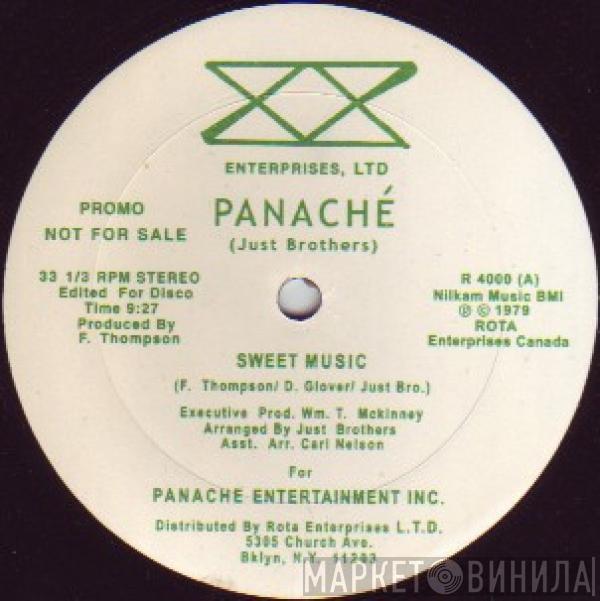 ENTERPRISES, LTD
PANACHÉ
(Just Brothers)
PROMO
NOT FOR SALE
33 1/3 RPM STEREO
Edited For Disco
Time 9:27
Produced By
F. Thompson
R 4000 (A)
Nilkam Music BMI
℗ © 1979
ROTA
Enterprises Canada
SWEET MUSIC
(F. Thompson/ D. Glover/ Just Bro.)
Executive Prod. Wm. T. Mckinney
Arranged By Just Brothers
Asst. Arr. Carl Nelson
For
PANACHE ENTERTAINMENT INC.
Distributed By Rota Enterprises L.T.D.
5305 Church Ave.
Bklyn, N.Y. 11203
МАРКЕТ ВИНИЛА